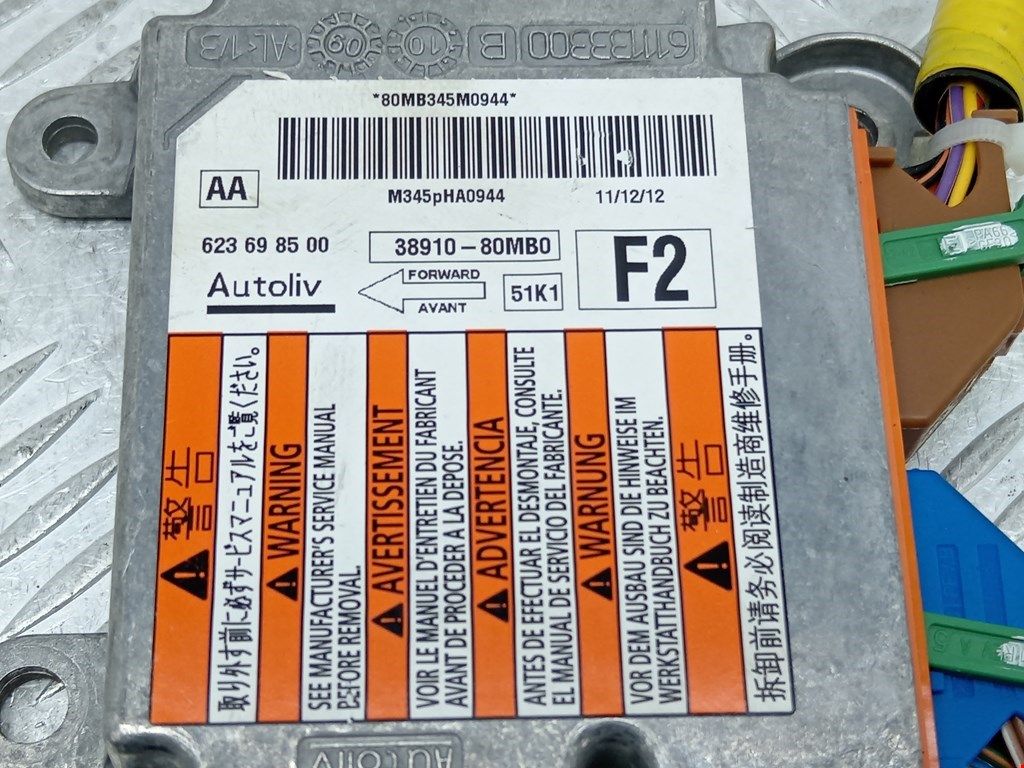 AL-1/3 09 10 B 611133300
*80MB345M0944*
AA
M345pHA0944
11/12/12
623 69 85 00
38910-80MB0
F2
Autoliv
FORWARD
AVANT
51K1
警告
取り外す前に必ずサービスマニュアルをご覧ください。
WARNING
SEE MANUFACTURER'S SERVICE MANUAL
BEFORE REMOVAL.
AVERTISSEMENT
VOIR LE MANUEL D'ENTRETIEN DU FABRICANT
AVANT DE PROCEDER A LA DEPOSE.
ADVERTENCIA
ANTES DE EFECTUAR EL DESMONTAJE, CONSULTE
EL MANUAL DE SERVICIO DEL FABRICANTE.
WARNUNG
VOR DEM AUSBAU SIND DIE HINWEISE IM
WERKSTATTHANDBUCH ZU BEACHTEN.
警告
拆卸前请务必阅读制造商维修手册.
PA66
Autoliv